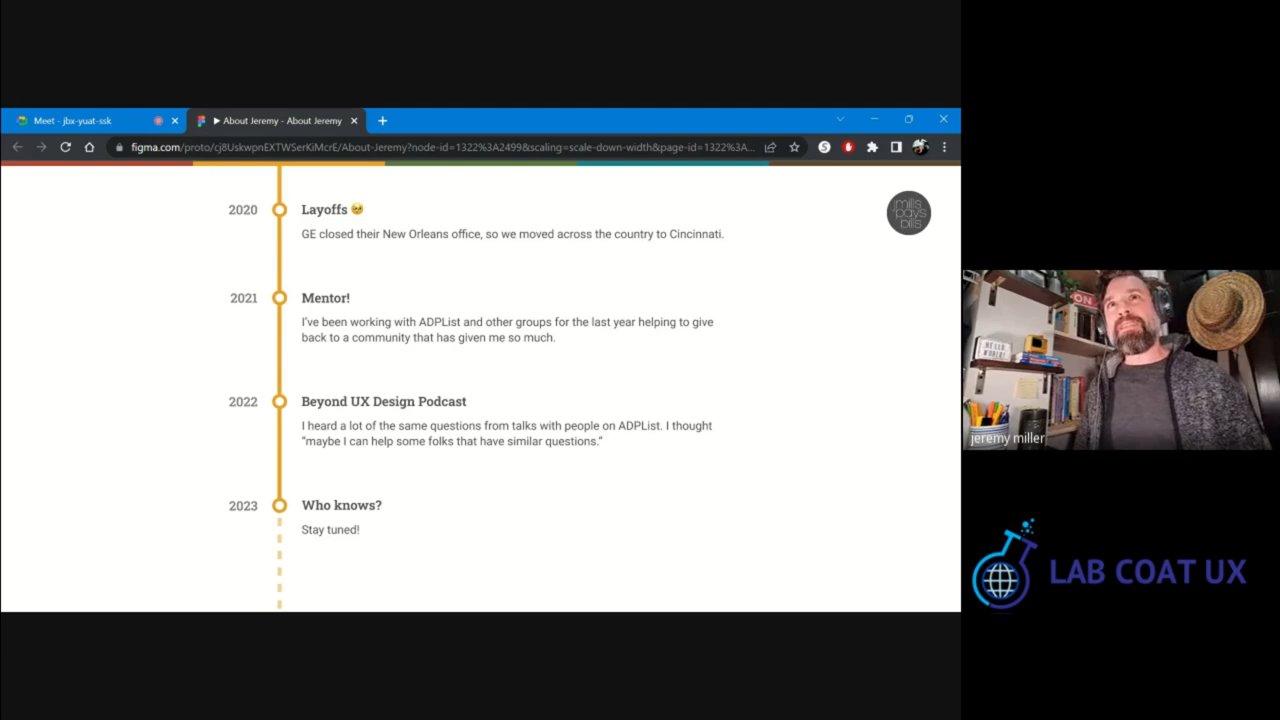 Meet - jbx-yuat-ssk
About Jeremy - About Jeremy
figma.com/proto/cj8UskwpnEXTWSerKiMcrE/About-Jeremy?node-id=1322%3A2499&scaling=scale-down-width&page-id=1322%3A...
mills
pays
bills
2020
Layoffs 🥹
GE closed their New Orleans office, so we moved across the country to Cincinnati.
2021
Mentor!
I've been working with ADPList and other groups for the last year helping to give
back to a community that has given me so much.
2022
Beyond UX Design Podcast
I heard a lot of the same questions from talks with people on ADPList. I thought
“maybe I can help some folks that have similar questions.”
2023
Who knows?
Stay tuned!
ON
HELLO
WORLD!
jeremy miller
LAB COAT UX